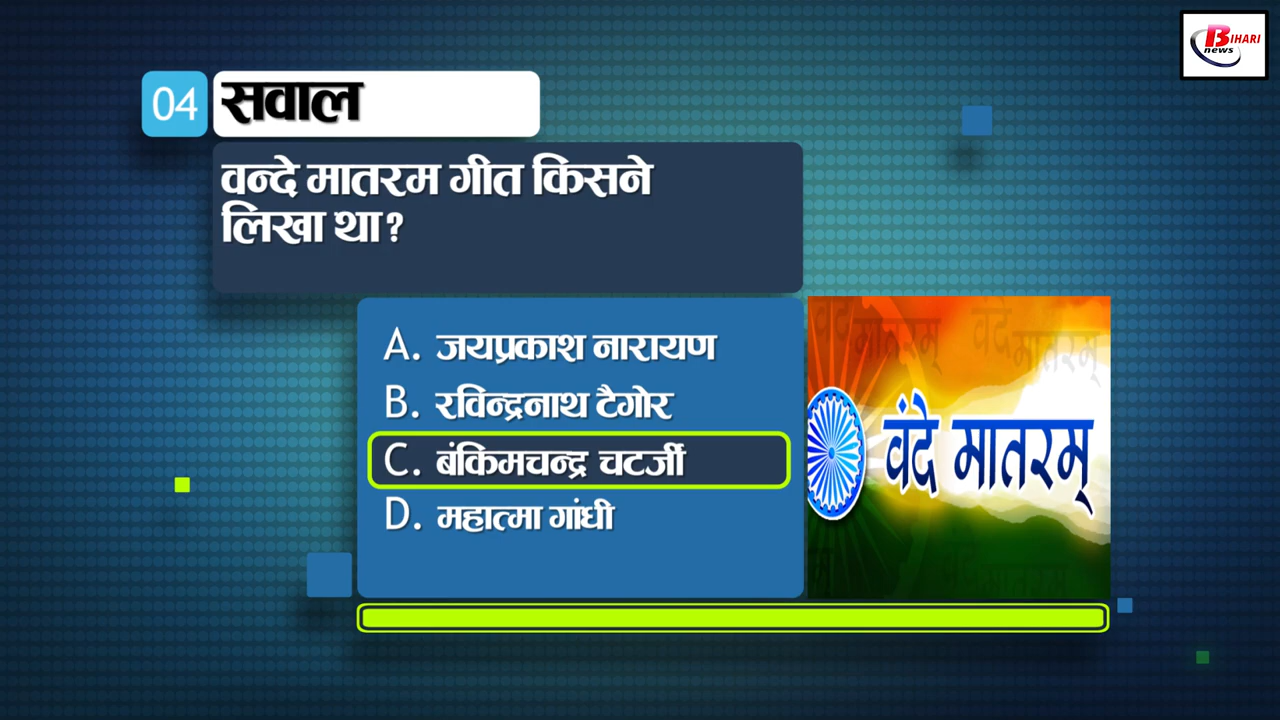 BIHARI
news
04 सवाल
वन्दे मातरम गीत किसने
लिखा था?
A. जयप्रकाश नारायण
B. रविन्द्रनाथ टैगोर
C. बंकिमचन्द्र चटर्जी
D. महात्मा गांधी
वंदे मातरम्